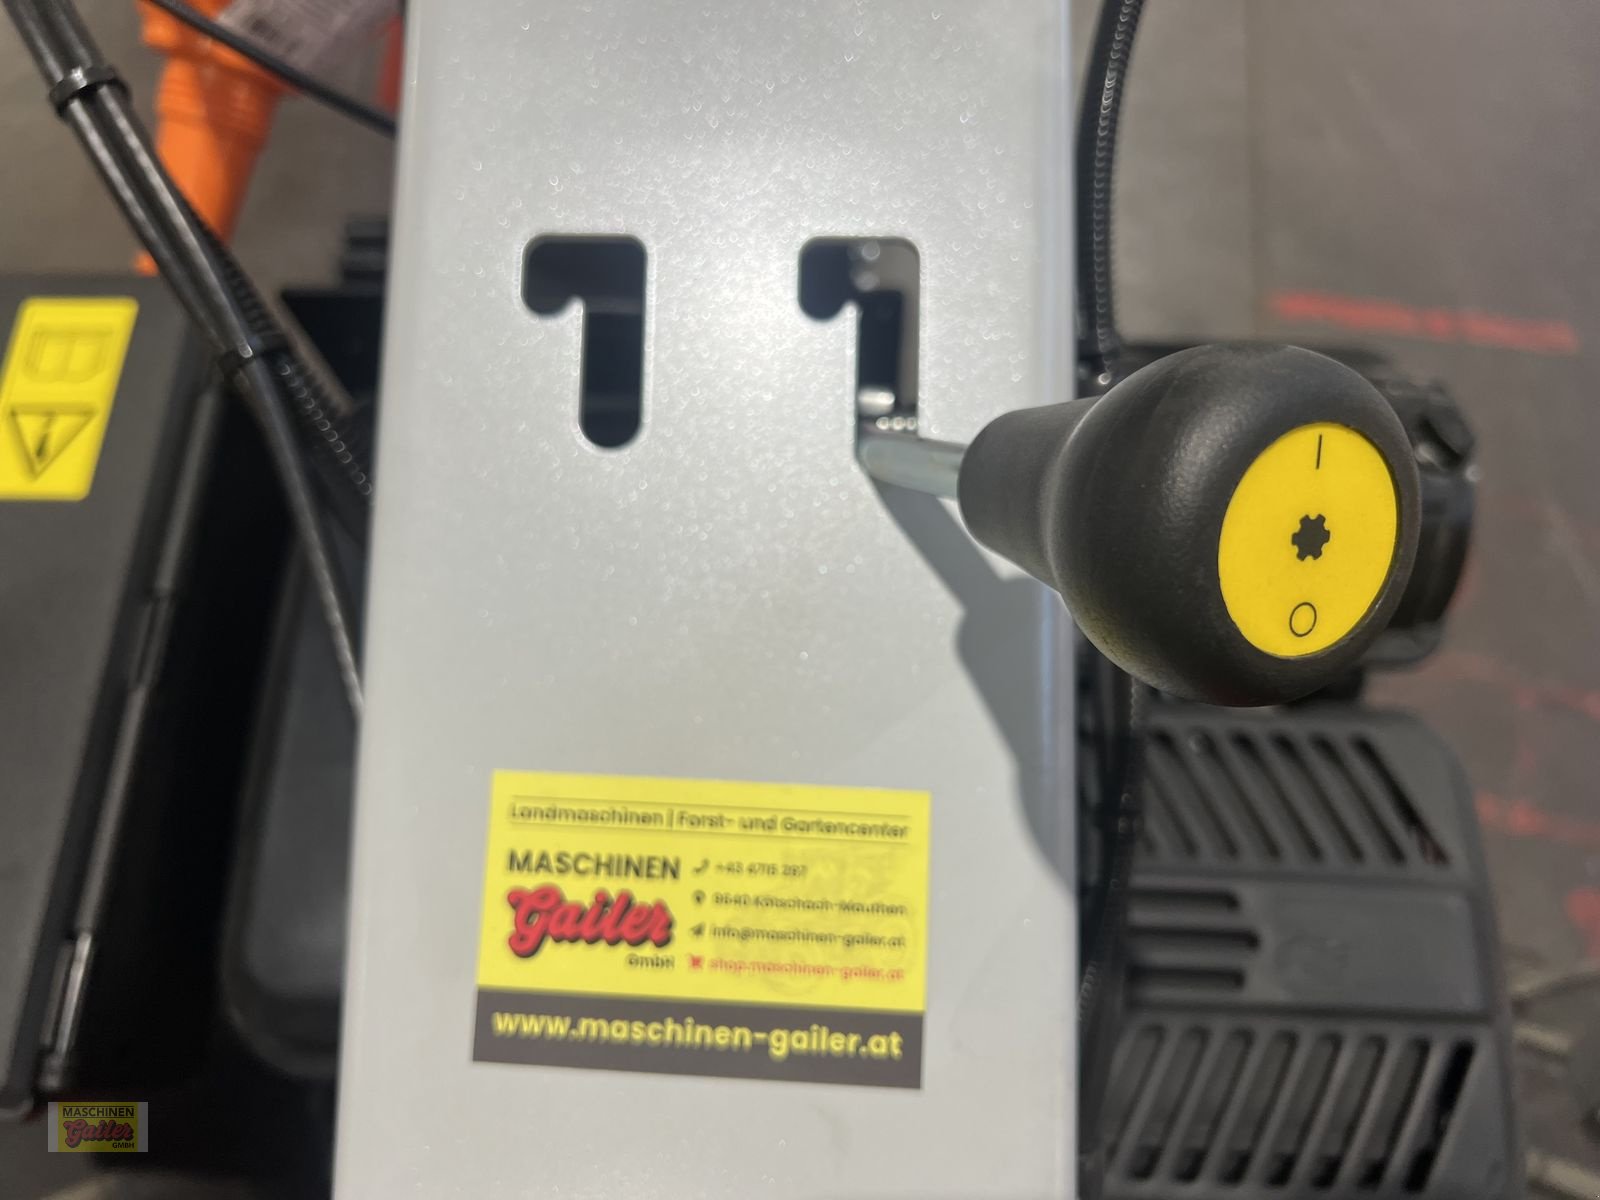 Landmaschinen | Forst- und Gartencenter
MASCHINEN
Gailer
GmbH
+43 4715 287
9640 Kötschach-Mauthen
info@maschinen-gailer.at
shop.maschinen-gailer.at
www.maschinen-gailer.at
MASCHINEN
Gailer
GMBH